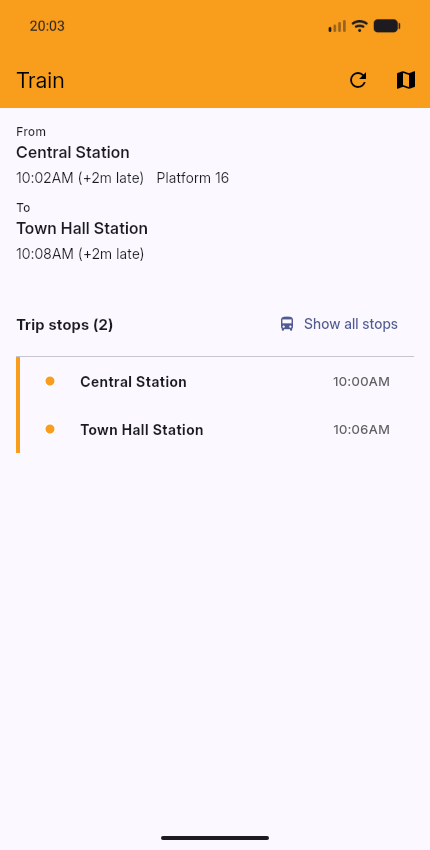 20:03
Train
From
Central Station
10:02AM (+2m late) Platform 16
To
Town Hall Station
10:08AM (+2m late)
Trip stops (2) Show all stops
Central Station 10:00AM
Town Hall Station 10:06AM